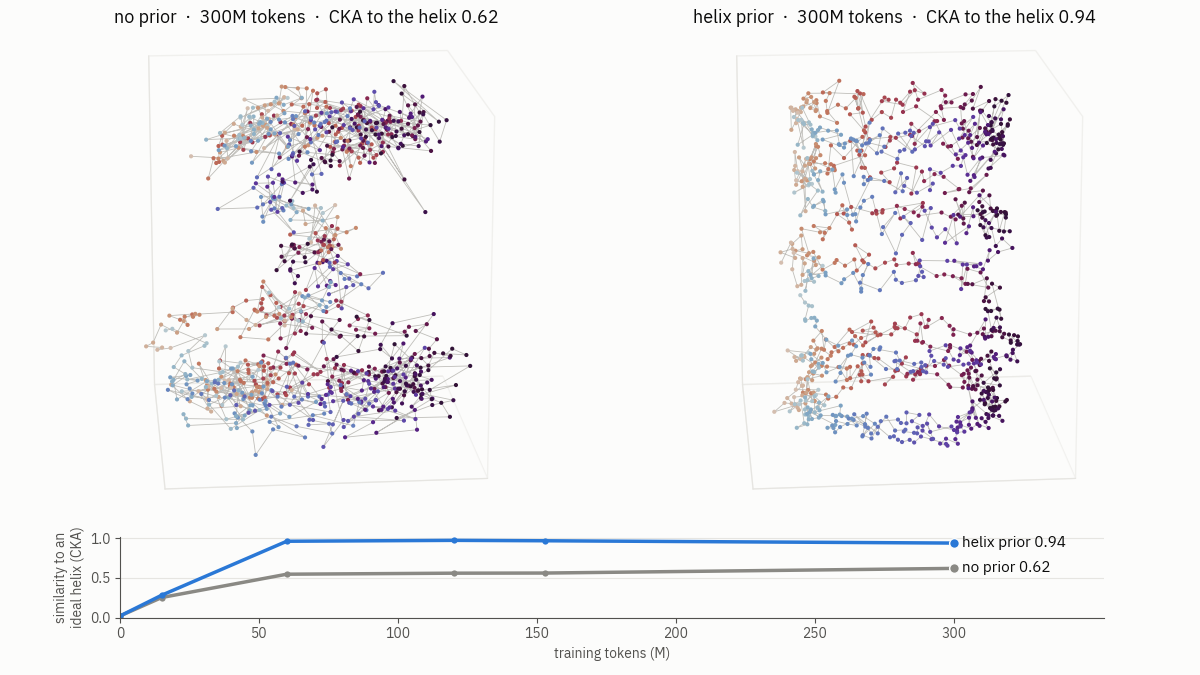 no prior · 300M tokens · CKA to the helix 0.62
helix prior · 300M tokens · CKA to the helix 0.94
similarity to an
ideal helix (CKA)
1.0
0.5
0.0
helix prior 0.94
no prior 0.62
0 50 100 150 200 250 300
training tokens (M)